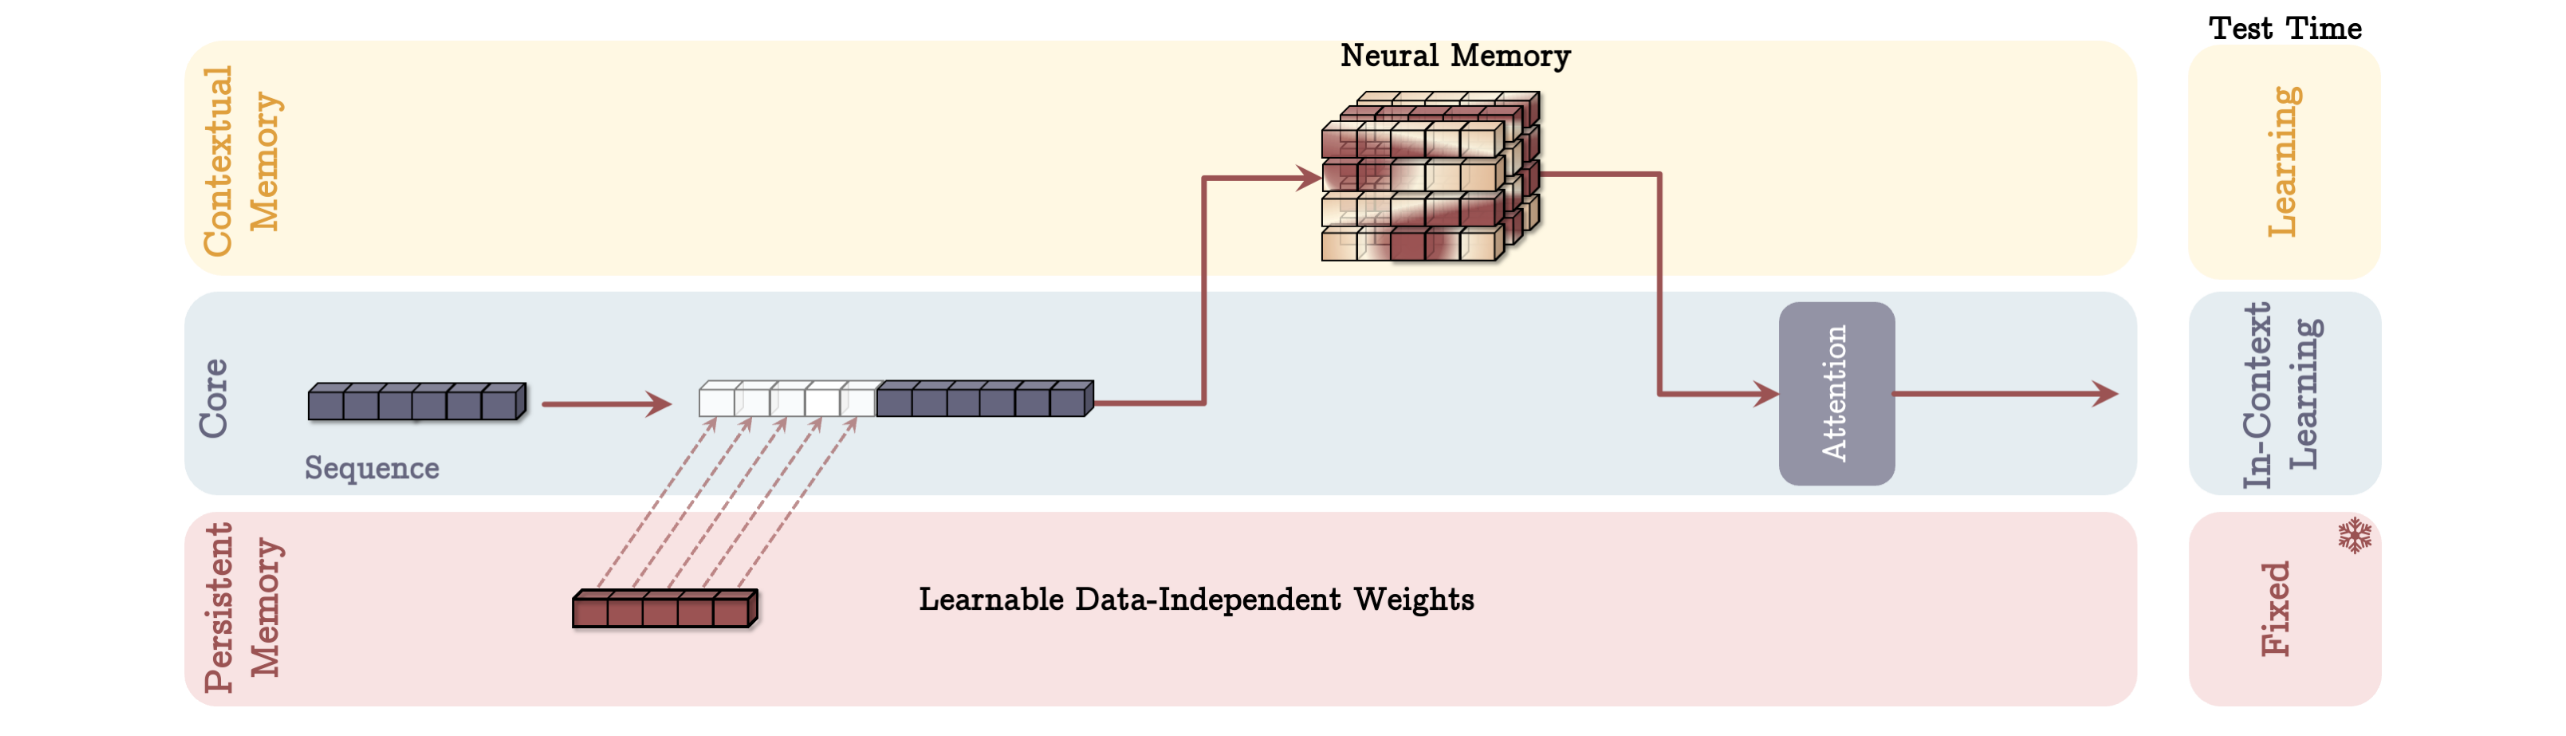 Test Time
Neural Memory
Contextual
Memory
Learning
Core
Sequence
Attention
In-Context
Learning
Persistent
Memory
Learnable Data-Independent Weights
Fixed